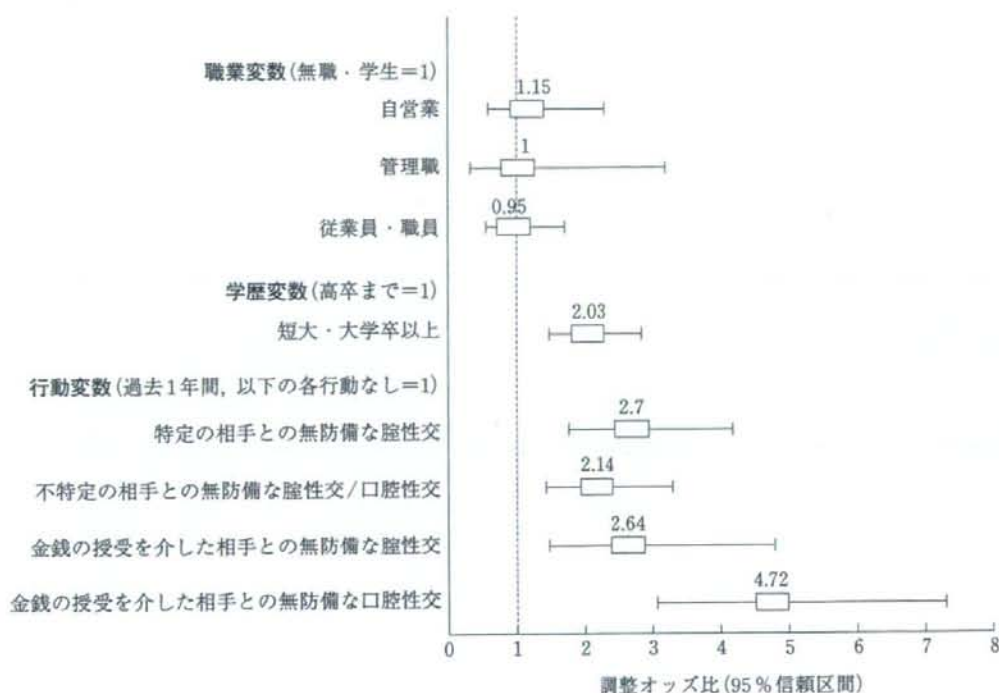 職業変数(無職・学生=1)
1.15
自営業
1
管理職
0.95
従業員・職員
学歴変数(高卒まで=1)
2.03
短大・大学卒以上
行動変数(過去1年間, 以下の各行動なし=1)
2.7
特定の相手との無防備な腟性交
2.14
不特定の相手との無防備な腟性交/口腔性交
2.64
金銭の授受を介した相手との無防備な腟性交
4.72
金銭の授受を介した相手との無防備な口腔性交
0 1 2 3 4 5 6 7 8
調整オッズ比(95%信頼区間)